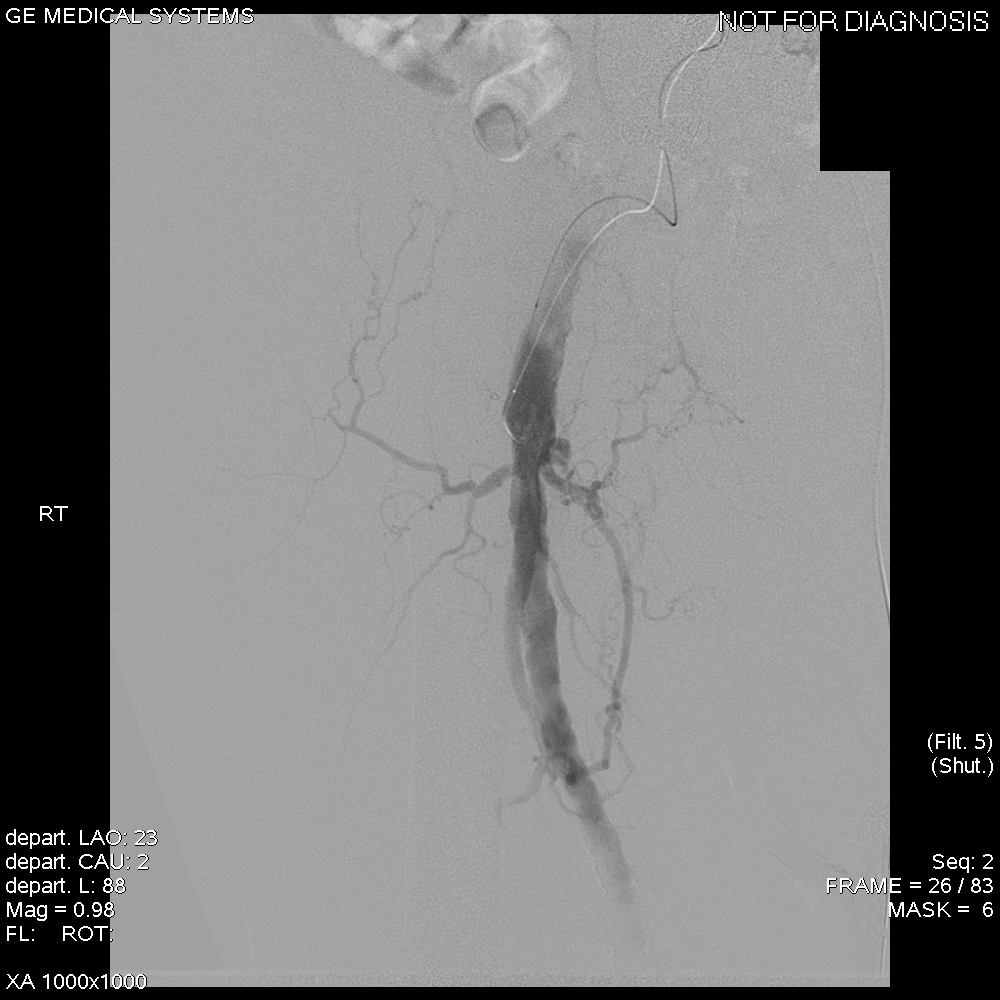 GE MEDICAL SYSTEMS
NOT FOR DIAGNOSIS
RT
(Filt. 5)
(Shut.)
depart. LAO: 23
depart. CAU: 2
depart. L: 88
Mag = 0.98
FL: ROT:
XA 1000x1000
Seq: 2
FRAME = 26 / 83
MASK = 6